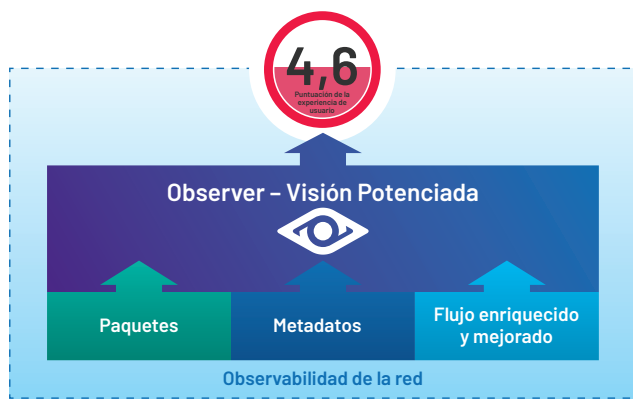 4,6
Puntuación de la
experiencia de
usuario
Observer – Visión Potenciada
Paquetes
Metadatos
Flujo enriquecido
y mejorado
Observabilidad de la red